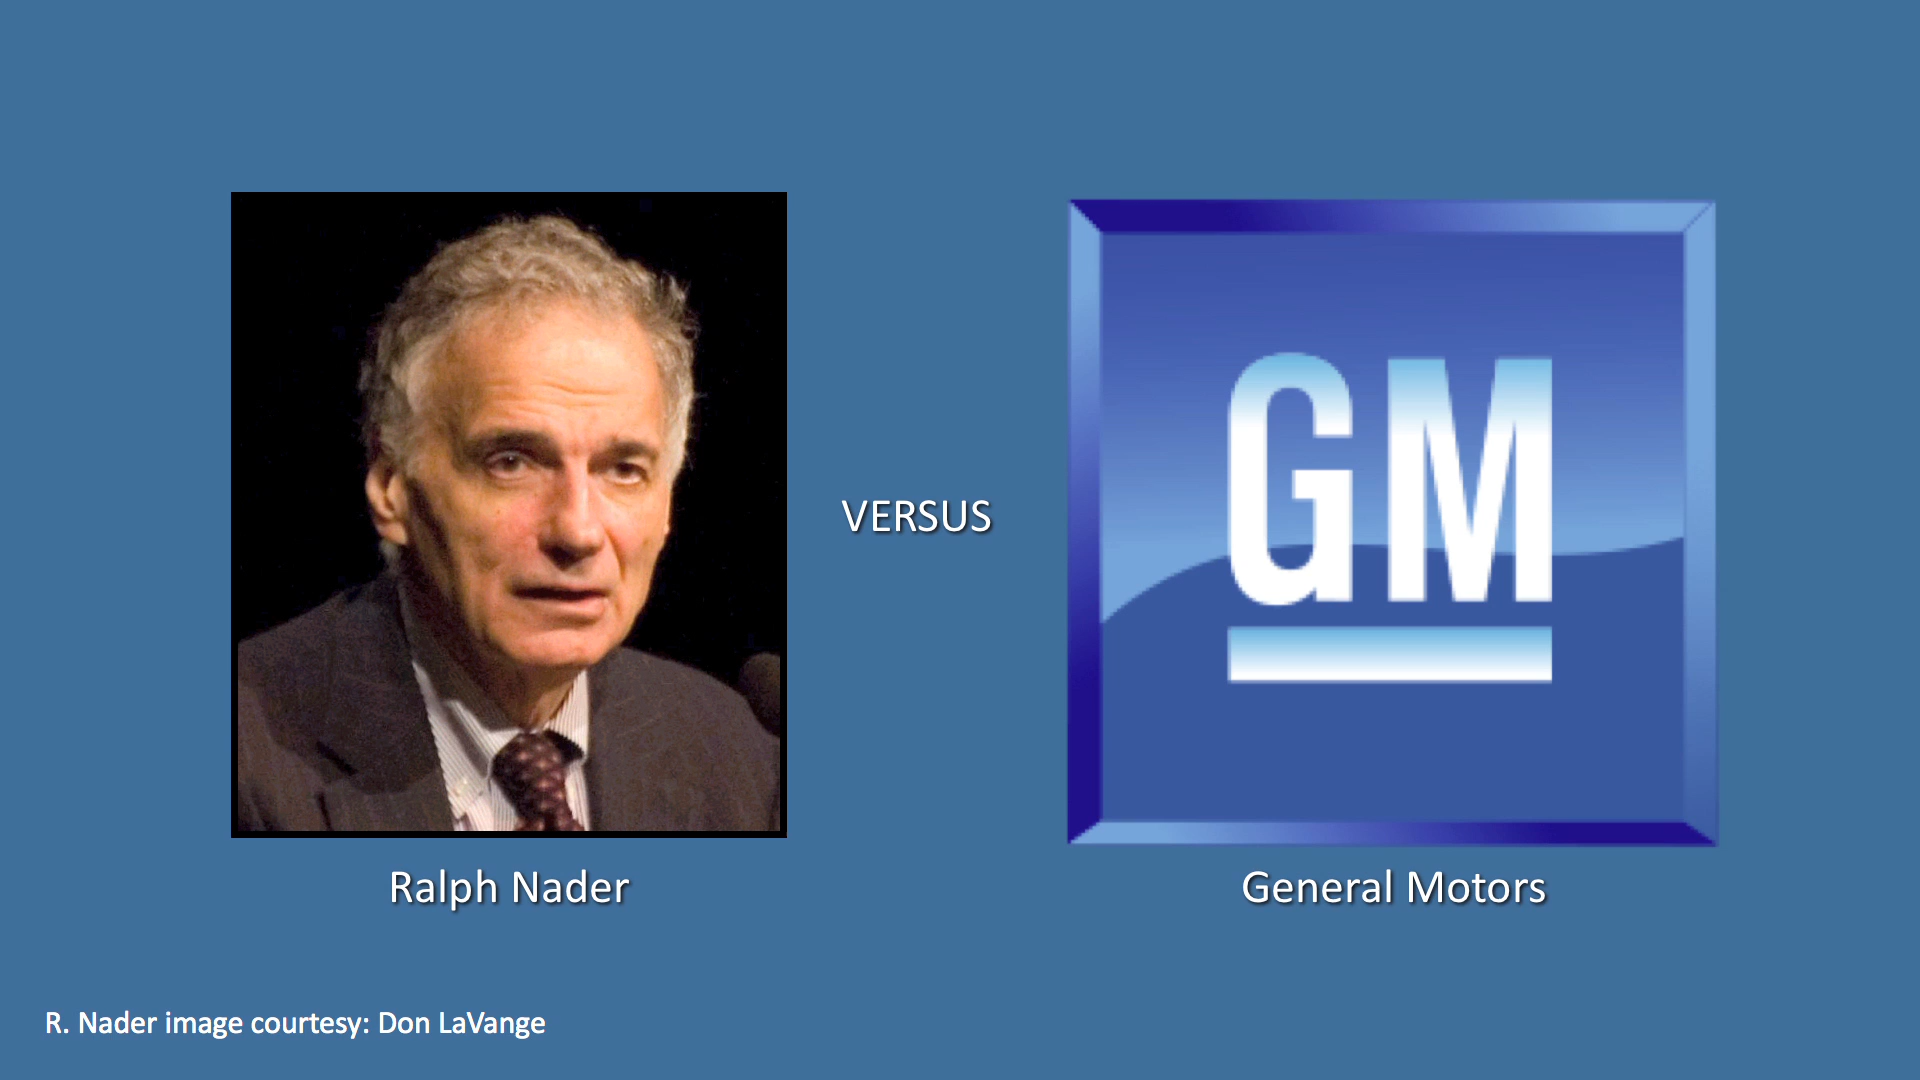 VERSUS
GM
Ralph Nader
General Motors
R. Nader image courtesy: Don LaVange